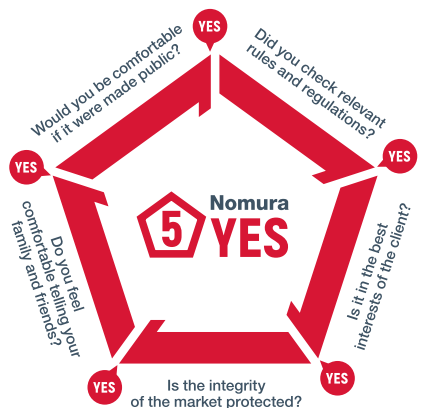 YES
Did you check relevant
rules and regulations?
YES
Is it in the best
interests of the client?
YES
Is the integrity
of the market protected?
YES
Do you feel
comfortable telling your
family and friends?
YES
Would you be comfortable
if it were made public?
5
Nomura
YES